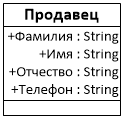 Продавец
+Фамилия : String
+Имя : String
+Отчество : String
+Телефон : String